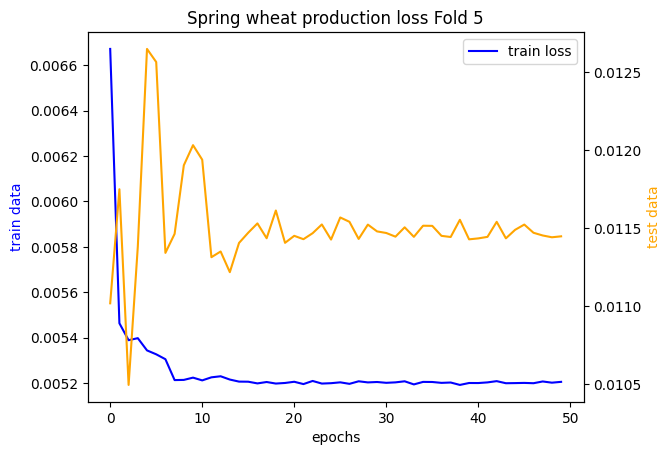 Spring wheat production loss Fold 5
train loss
train data
0.0066
0.0064
0.0062
0.0060
0.0058
0.0056
0.0054
0.0052
0.0125
0.0120
0.0115
0.0110
0.0105
test data
0 10 20 30 40 50
epochs